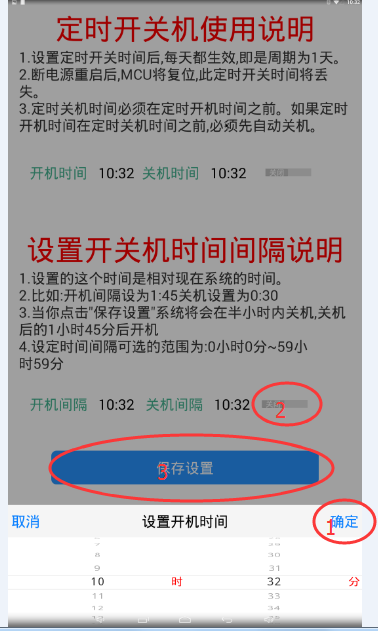 10:32
定时开关机使用说明
1.设置定时开关时间后,每天都生效,即是周期为1天。
2.断电源重启后,MCU将复位,此定时开关时间将丢
失。
3.定时关机时间必须在定时开机时间之前。如果定时
开机时间在定时关机时间之前,必须先自动关机。
开机时间 10:32 关机时间 10:32 关闭
设置开关机时间间隔说明
1.设置的这个时间是相对现在系统的时间。
2.比如:开机间隔设为1:45关机设置为0:30
3.当你点击"保存设置"系统将会在半小时内关机,关机
后的1小时45分后开机
4.设定时间间隔可选的范围为:0小时0分~59小
时59分
开机间隔 10:32 关机间隔 10:32 2
保存设置 3
取消 设置开机时间 确定 1
8 30
9 31
10 时 32 分
11 33
12 34